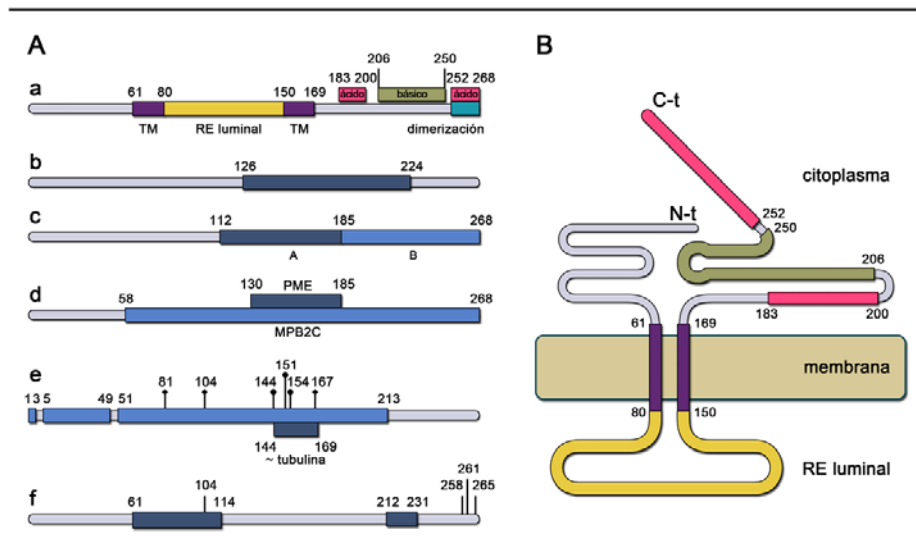 A
a
206 250
183 200 252 268
61 80 150 169 ácido básico ácido
TM RE luminal TM dimerización
b
126 224
c
112 185 268
A B
d
PME
58 130 185 268
MPB2C
e
151
81 104 144 154 167
1 3 5 49 51 213
144 169
~ tubulina
f
261
104 258 265
61 114 212 231
B
C-t
citoplasma
N-t
252
250
206
183 200
61 169
membrana
80 150
RE luminal